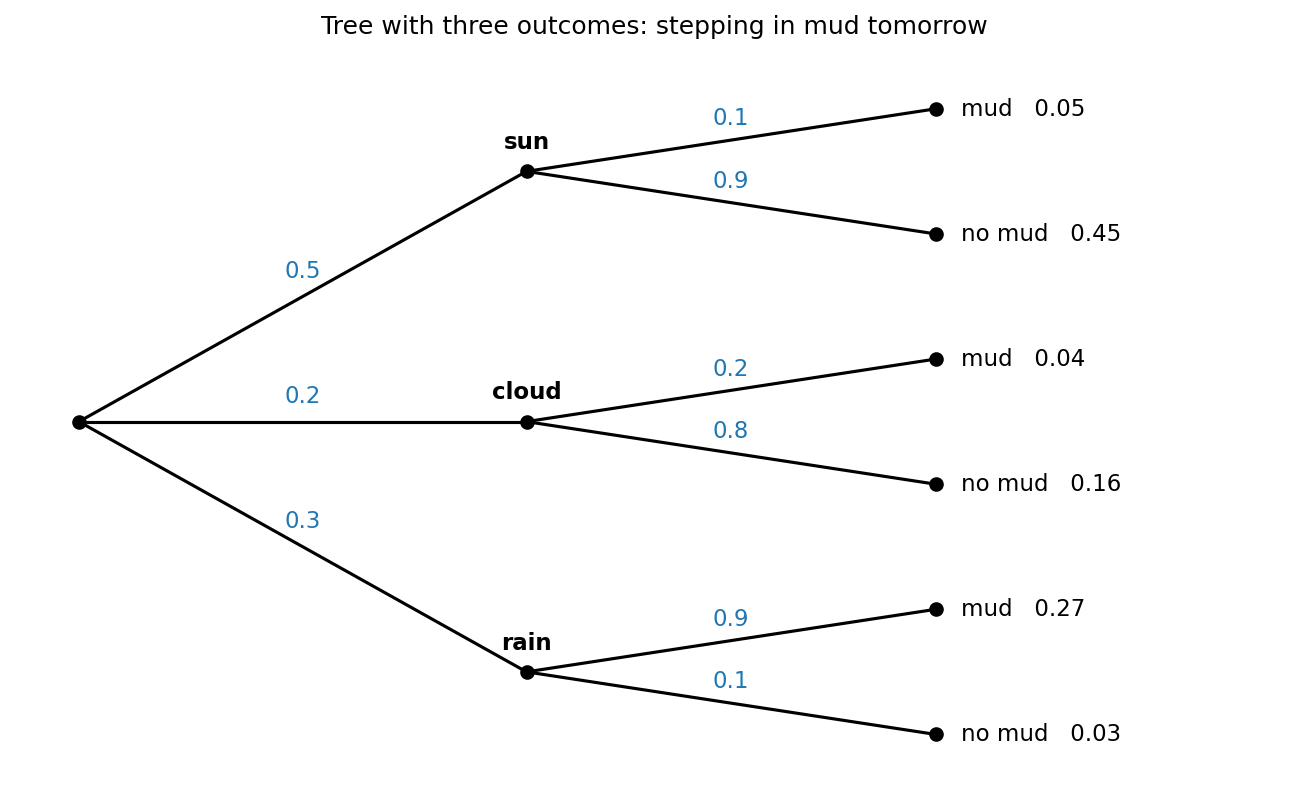 Tree with three outcomes: stepping in mud tomorrow
0.1
mud 0.05
sun
0.9
no mud 0.45
0.5
0.2
mud 0.04
cloud
0.2
0.8
no mud 0.16
0.3
0.9
mud 0.27
rain
0.1
no mud 0.03